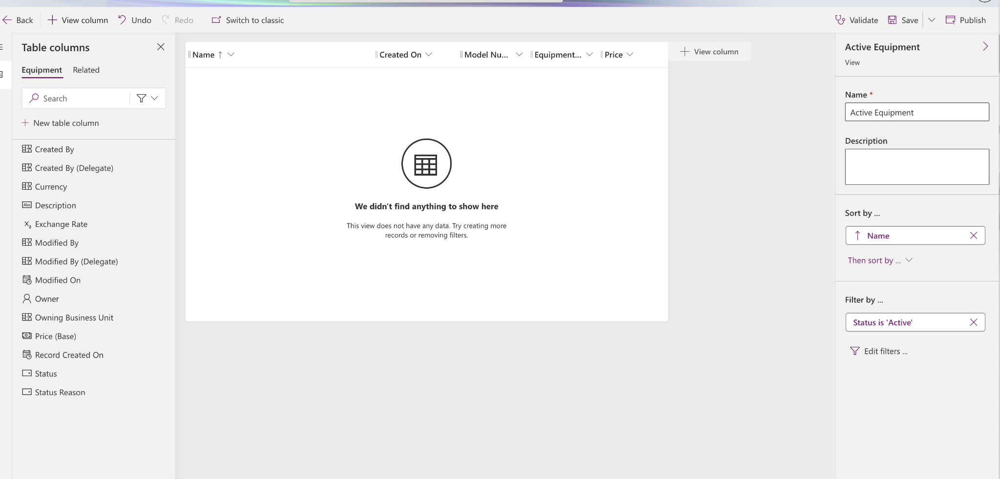 Back
View column
Undo
Redo
Switch to classic
Validate
Save
Publish
Table columns
Equipment
Related
Search
New table column
Created By
Created By (Delegate)
Currency
Abc Description
Exchange Rate
Modified By
Modified By (Delegate)
Modified On
Owner
Owning Business Unit
Price (Base)
Record Created On
Status
Status Reason
Name
Created On
Model Nu...
Equipment...
Price
View column
We didn't find anything to show here
This view does not have any data. Try creating more
records or removing filters.
Active Equipment
View
Name *
Active Equipment
Description
Sort by ...
Name
Then sort by ...
Filter by ...
Status is 'Active'
Edit filters ...